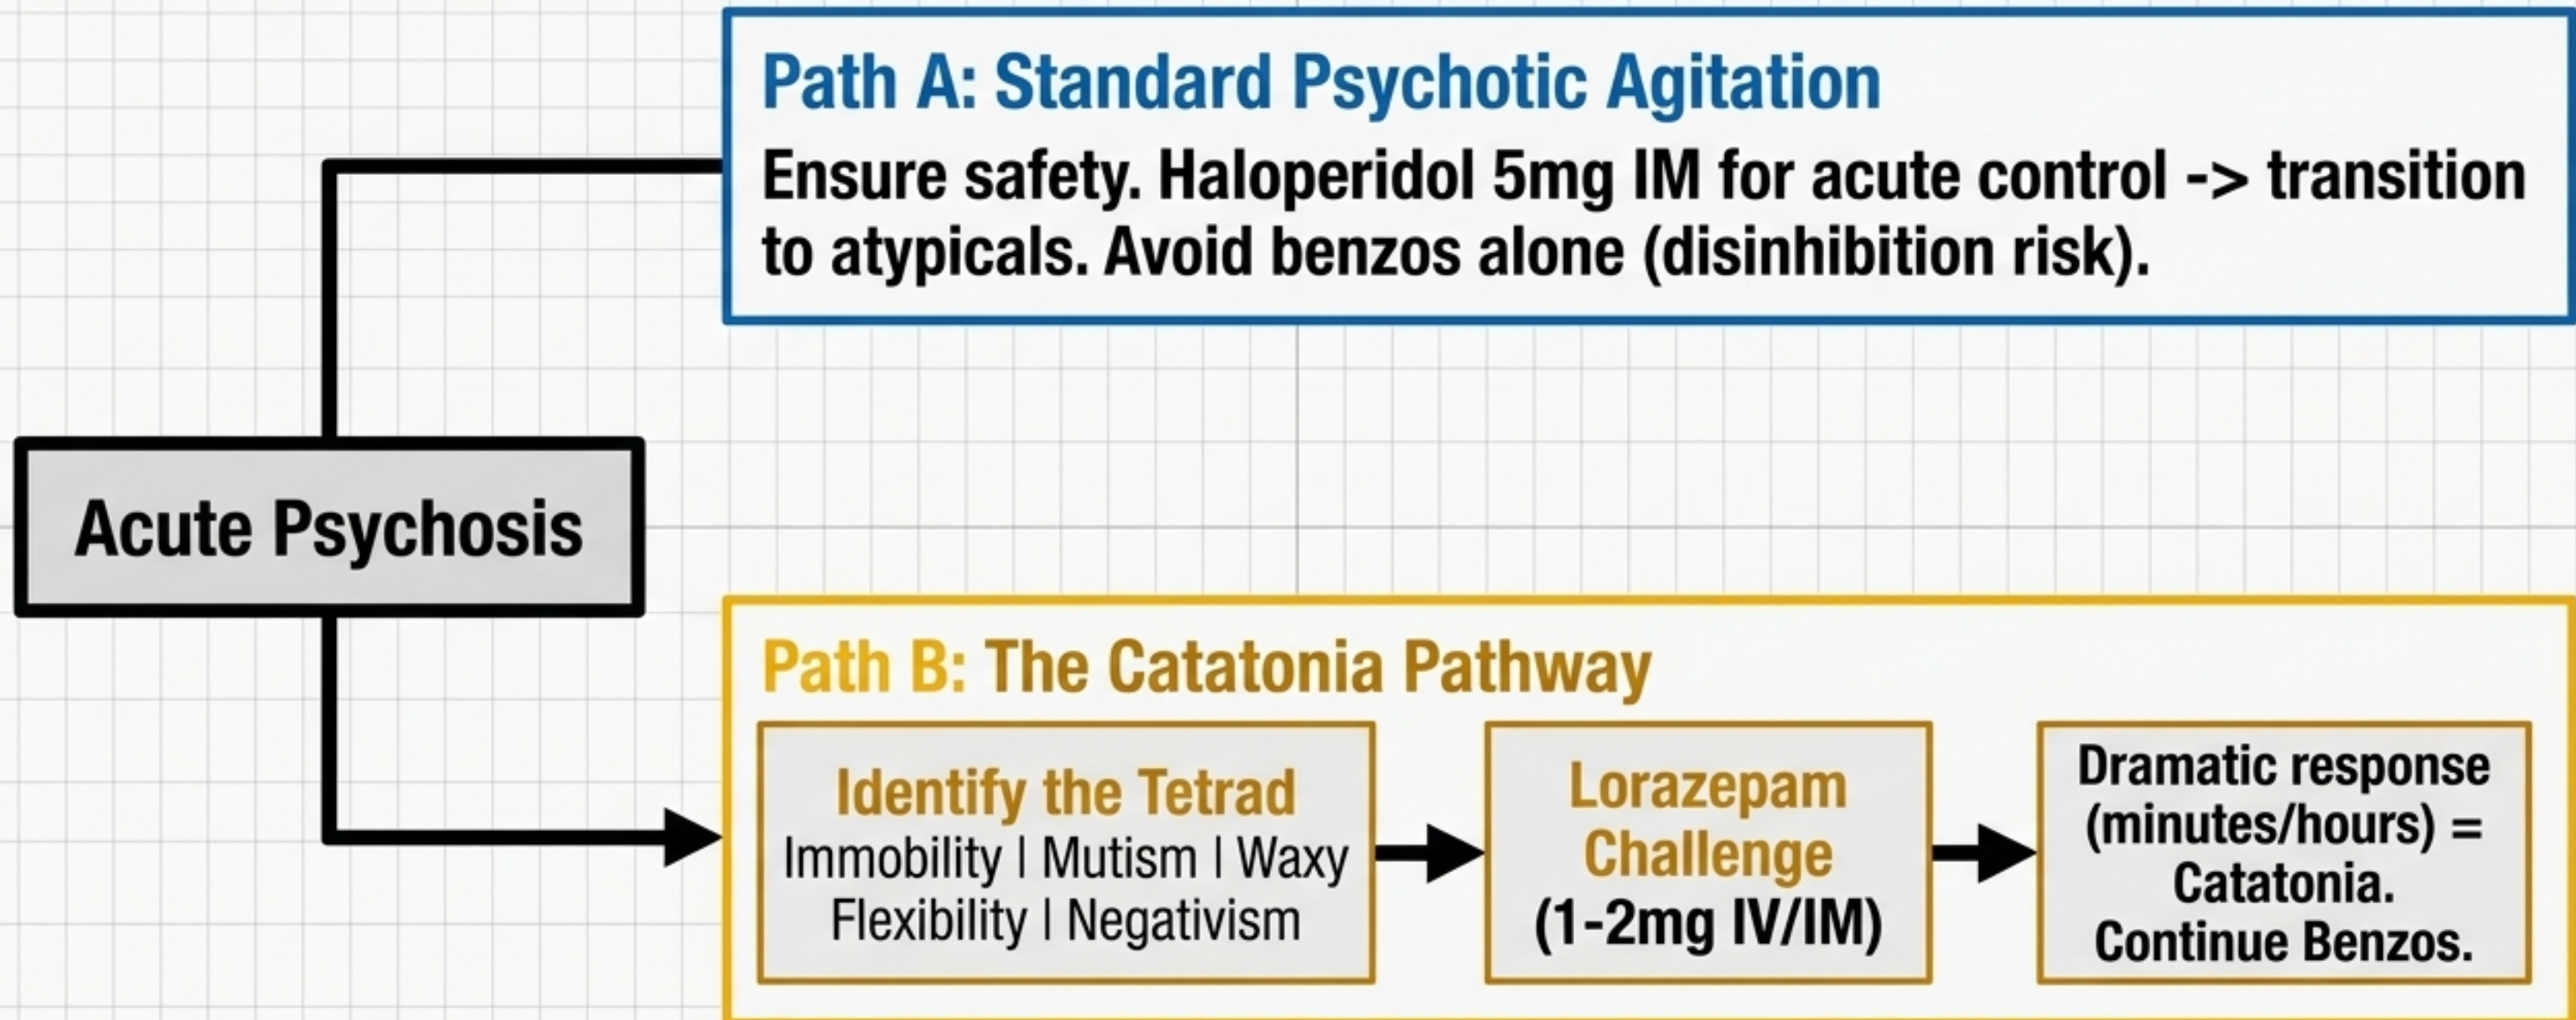 Path A: Standard Psychotic Agitation
Ensure safety. Haloperidol 5mg IM for acute control -> transition
to atypicals. Avoid benzos alone (disinhibition risk).
Acute Psychosis
Path B: The Catatonia Pathway
Identify the Tetrad
Immobility | Mutism | Waxy
Flexibility | Negativism
Lorazepam
Challenge
(1-2mg IV/IM)
Dramatic response
(minutes/hours) =
Catatonia.
Continue Benzos.